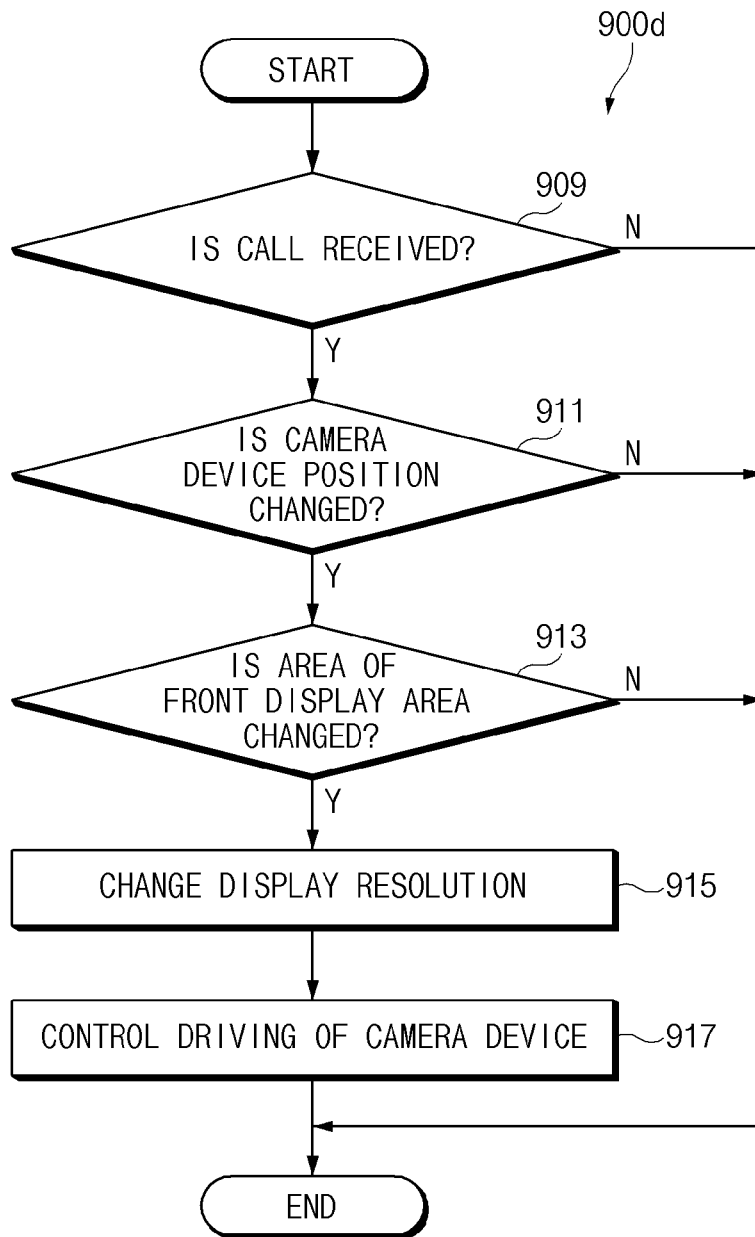 900d
START
909
IS CALL RECEIVED?
N
Y
911
IS CAMERA
DEVICE POSITION
CHANGED?
N
Y
913
IS AREA OF
FRONT DISPLAY AREA
CHANGED?
N
Y
CHANGE DISPLAY RESOLUTION
915
CONTROL DRIVING OF CAMERA DEVICE
917
END